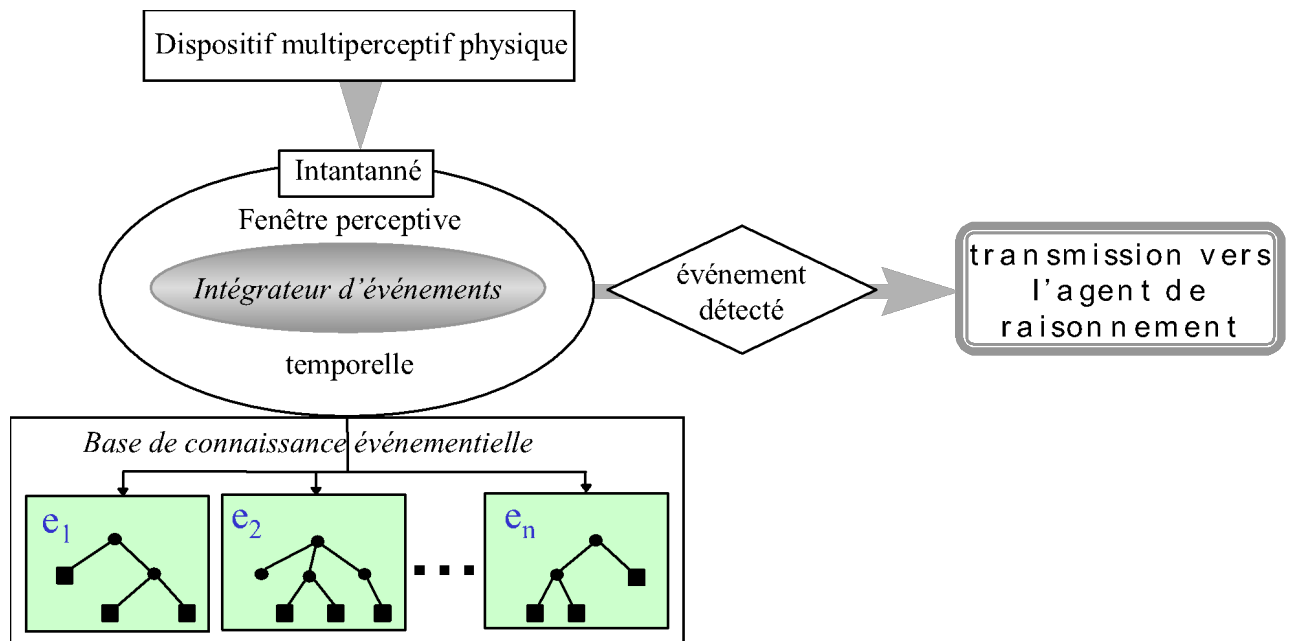 Dispositif multiperceptif physique
Intantanné
Fenêtre perceptive
Intégrateur d’événements
temporelle
événement
détecté
transmission vers
l’agent de
raisonnement
Base de connaissance événementielle
e1
e2
en